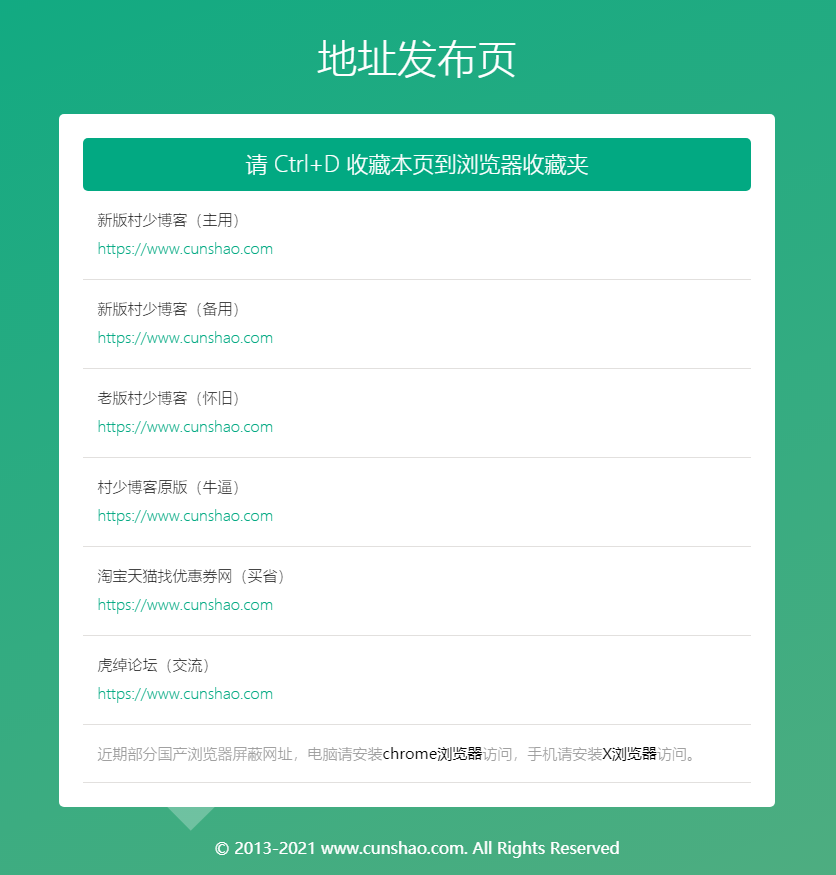 地址发布页
请 Ctrl+D 收藏本页到浏览器收藏夹
新版村少博客（主用）
https://www.cunshao.com
新版村少博客（备用）
https://www.cunshao.com
老版村少博客（怀旧）
https://www.cunshao.com
村少博客原版（牛逼）
https://www.cunshao.com
淘宝天猫找优惠券网（买省）
https://www.cunshao.com
虎绰论坛（交流）
https://www.cunshao.com
近期部分国产浏览器屏蔽网址，电脑请安装chrome浏览器访问，手机请安装X浏览器访问。
© 2013-2021 www.cunshao.com. All Rights Reserved